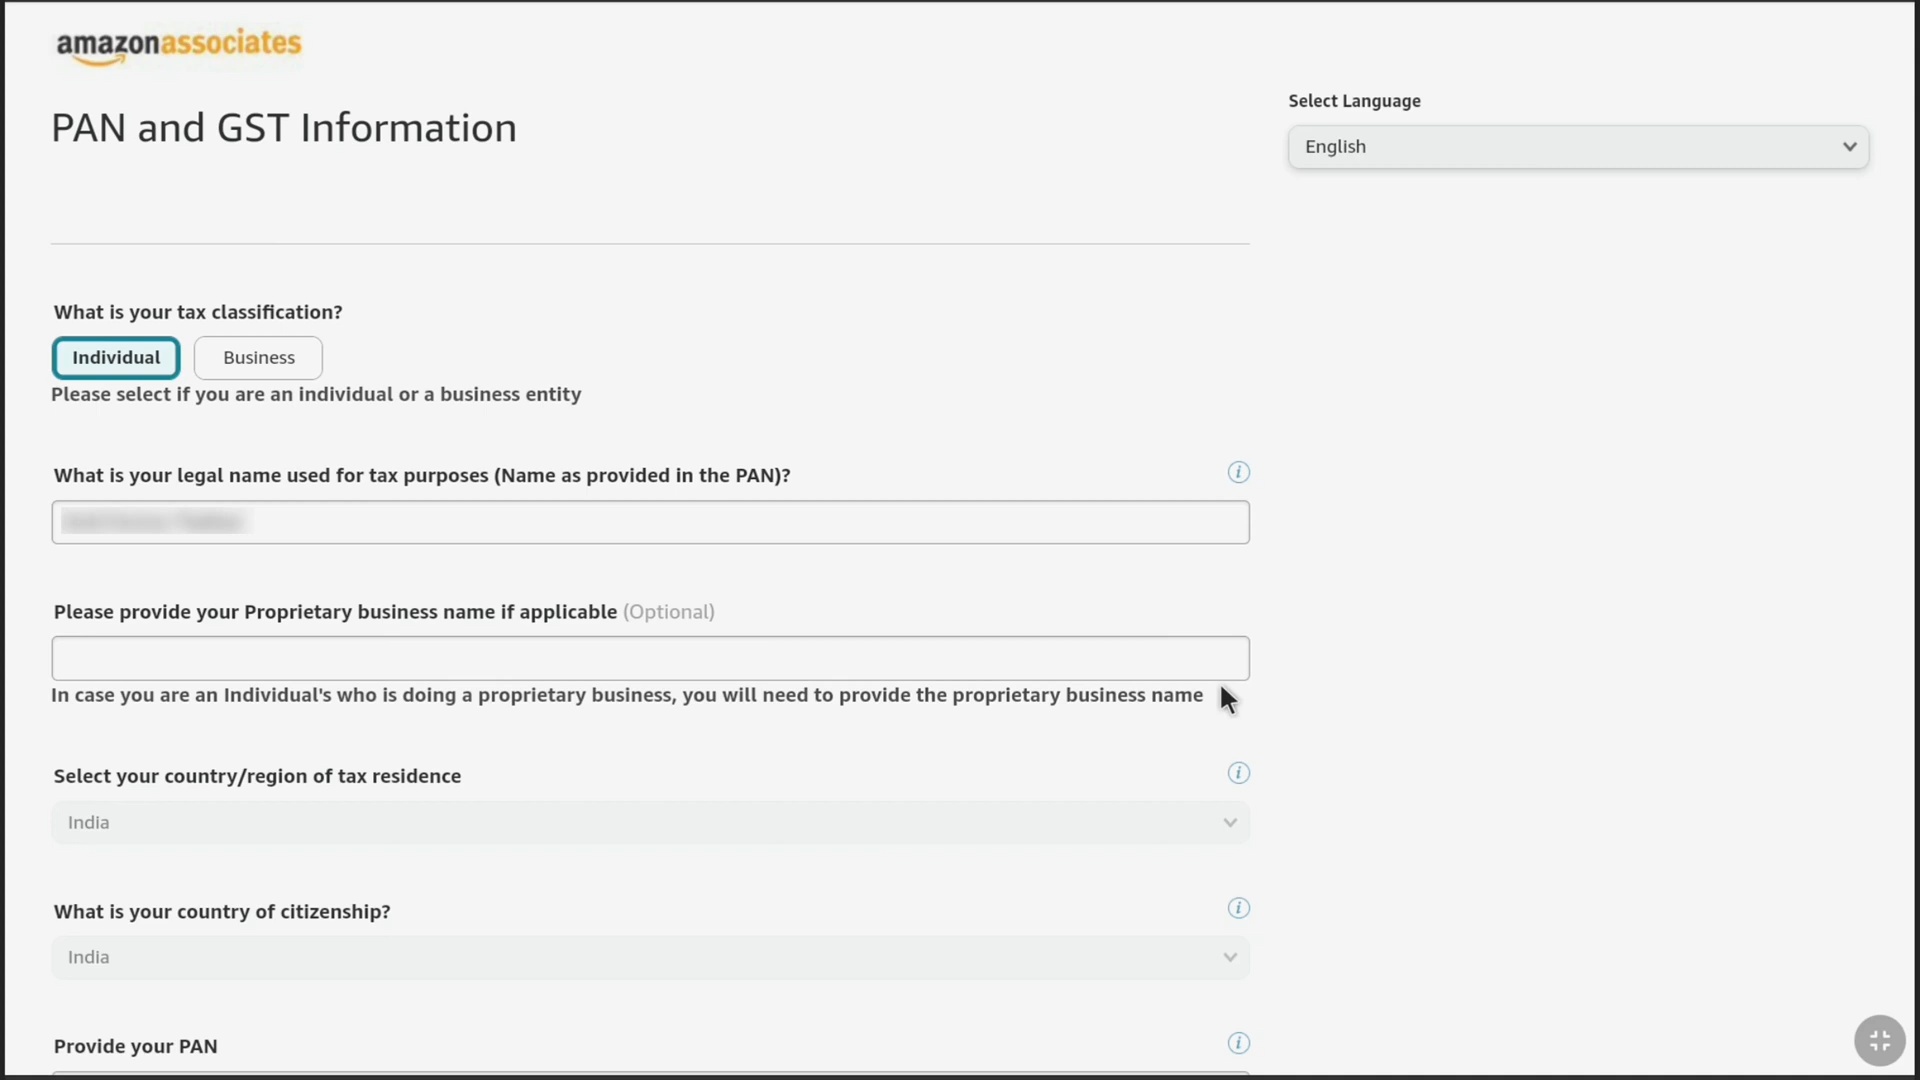 amazonassociates
PAN and GST Information
Select Language
English
What is your tax classification?
Individual
Business
Please select if you are an individual or a business entity
What is your legal name used for tax purposes (Name as provided in the PAN)?
Please provide your Proprietary business name if applicable (Optional)
In case you are an Individual's who is doing a proprietary business, you will need to provide the proprietary business name
Select your country/region of tax residence
India
What is your country of citizenship?
India
Provide your PAN